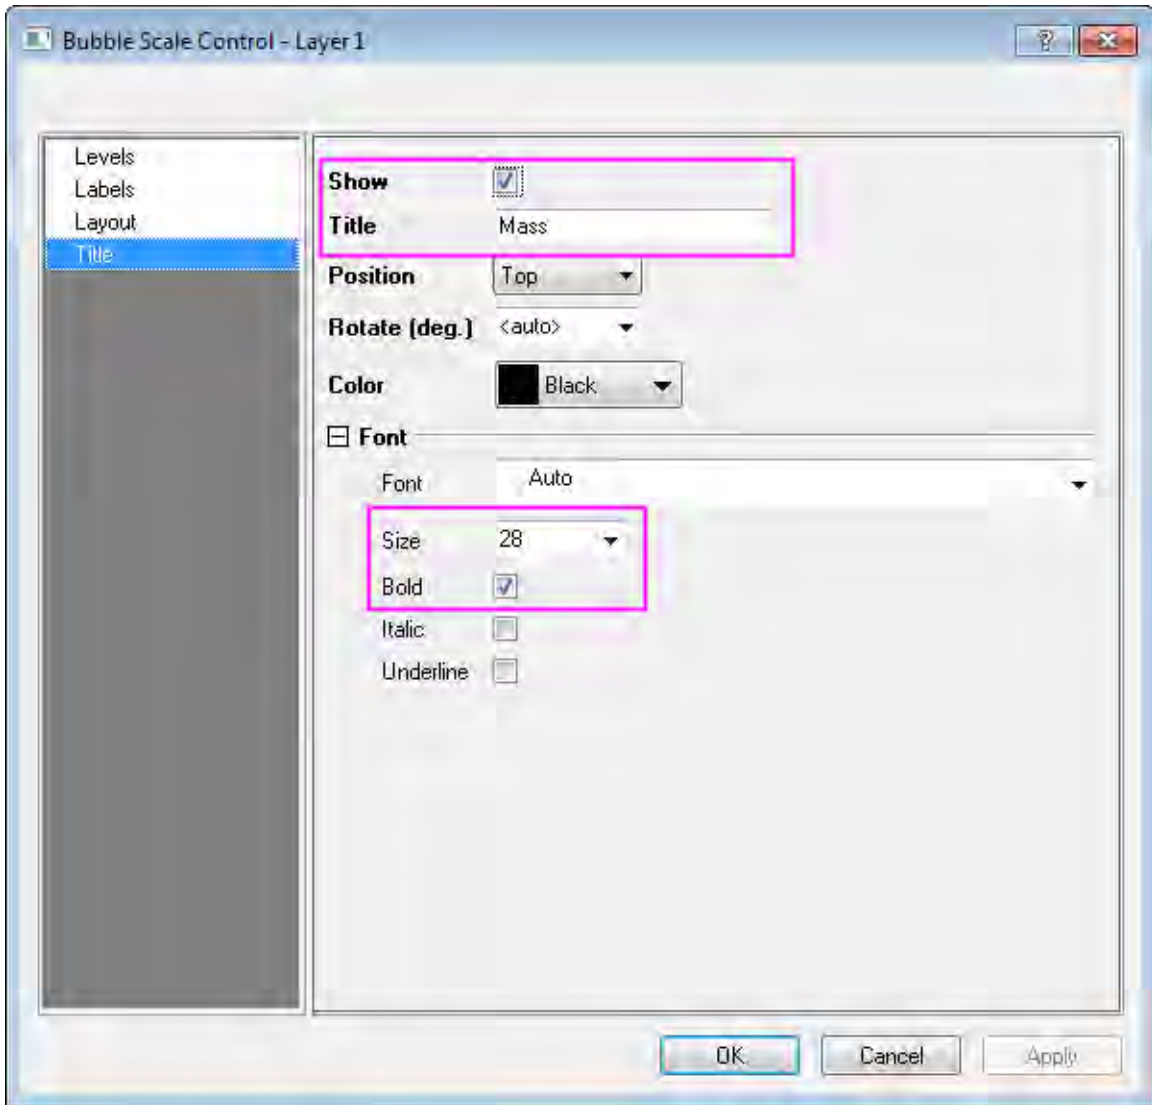 Bubble Scale Control - Layer 1
Levels
Labels
Layout
Title
Show
Title Mass
Position Top
Rotate (deg.) <auto>
Color Black
Font
Font Auto
Size 28
Bold
Italic
Underline
OK Cancel Apply